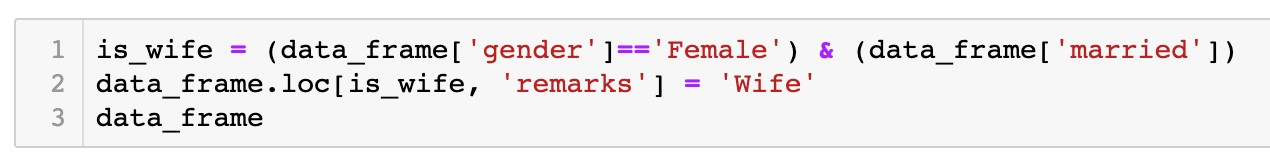 1 is_wife = (data_frame['gender']=='Female') & (data_frame['married'])
2 data_frame.loc[is_wife, 'remarks'] = 'Wife'
3 data_frame